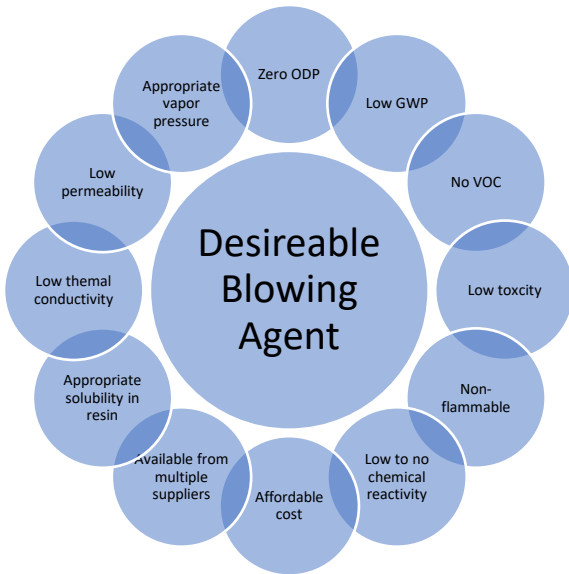 Zero ODP
Low GWP
No VOC
Low toxcity
Non-
flammable
Low to no
chemical
reactivity
Affordable
cost
Available from
multiple
suppliers
Appropriate
solubility in
resin
Low themal
conductivity
Low
permeability
Appropriate
vapor
pressure
Desireable
Blowing
Agent